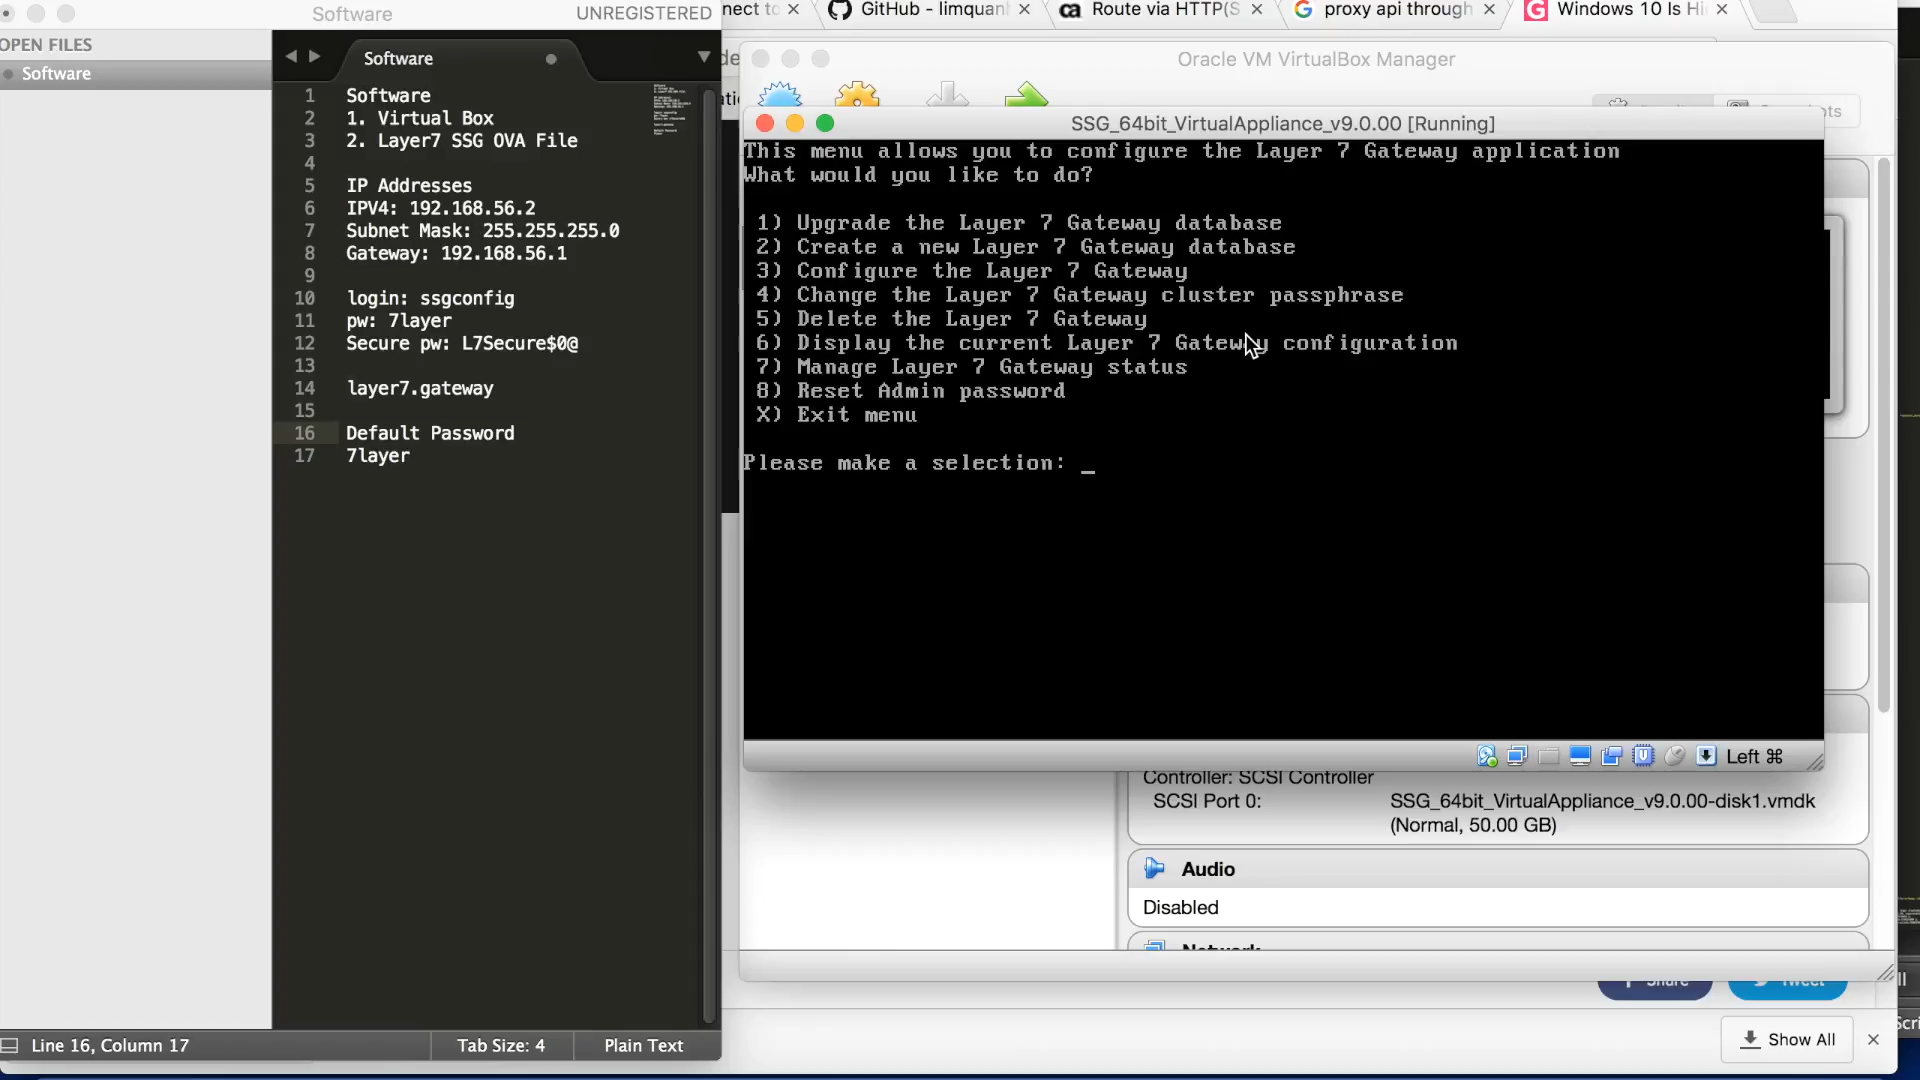 Software
UNREGISTERED
OPEN FILES
Software
Software
1 Software
2 1. Virtual Box
3 2. Layer7 SSG OVA File
4
5 IP Addresses
6 IPV4: 192.168.56.2
7 Subnet Mask: 255.255.255.0
8 Gateway: 192.168.56.1
9
10 login: ssgconfig
11 pw: 7layer
12 Secure pw: L7Secure$0@
13
14 layer7.gateway
15
16 Default Password
17 7layer
Line 16, Column 17
Tab Size: 4
Plain Text
nect to
GitHub - limquan
ca Route via HTTP(S
proxy api through
Windows 10 Is Hi
Oracle VM VirtualBox Manager
SSG_64bit_VirtualAppliance_v9.0.00 [Running]
This menu allows you to configure the Layer 7 Gateway application
What would you like to do?
1) Upgrade the Layer 7 Gateway database
2) Create a new Layer 7 Gateway database
3) Configure the Layer 7 Gateway
4) Change the Layer 7 Gateway cluster passphrase
5) Delete the Layer 7 Gateway
6) Display the current Layer 7 Gateway configuration
7) Manage Layer 7 Gateway status
8) Reset Admin password
X) Exit menu
Please make a selection: _
Left ⌘
Controller: SCSI Controller
SCSI Port 0: SSG_64bit_VirtualAppliance_v9.0.00-disk1.vmdk
(Normal, 50.00 GB)
Audio
Disabled
Network
Share
Tweet
Show All